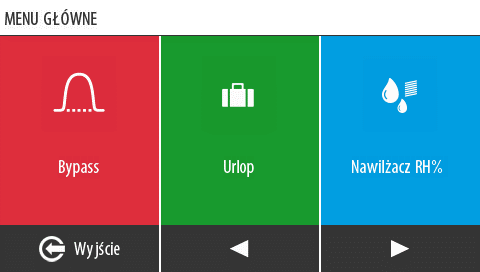 MENU GŁÓWNE
Bypass
Urlop
Nawilżacz RH%
Wyjście